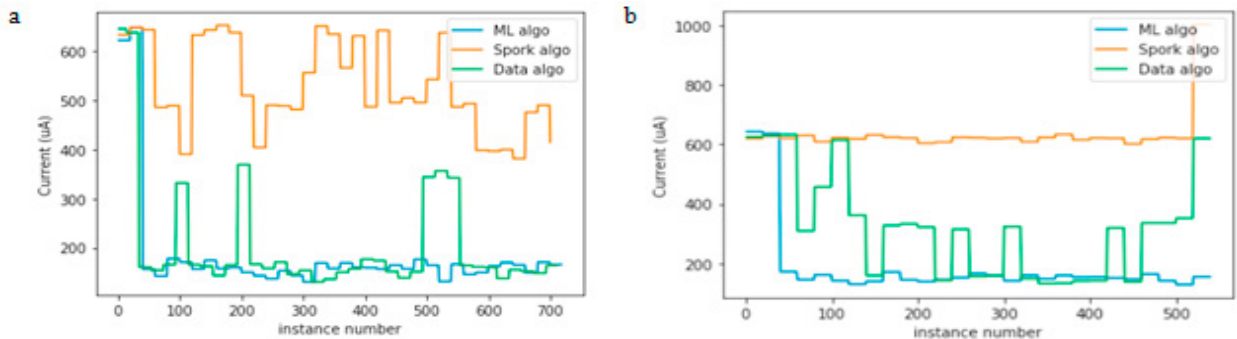 a
600
500
400
300
200
Current (uA)
ML algo
Spork algo
Data algo
0 100 200 300 400 500 600 700
instance number
b
1000
800
600
400
200
Current (uA)
ML algo
Spork algo
Data algo
0 100 200 300 400 500
instance number